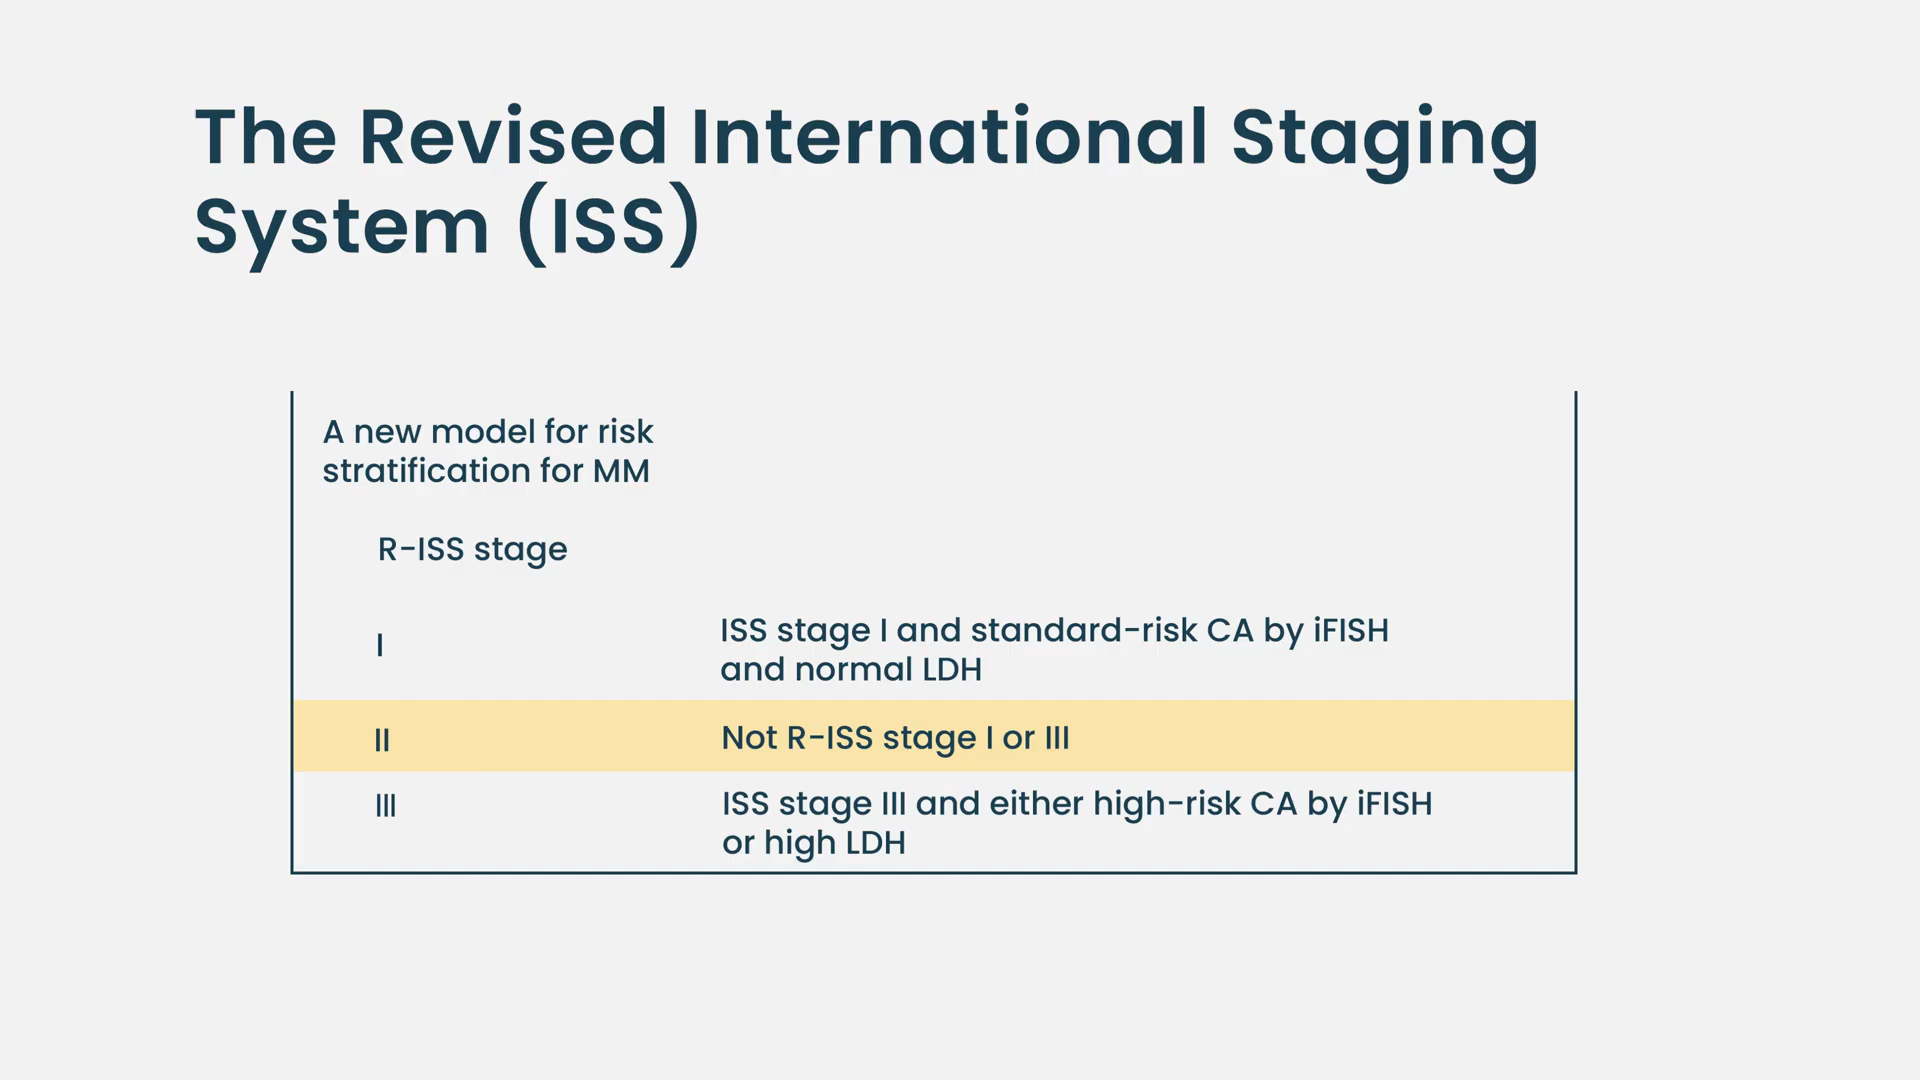 The Revised International Staging
System (ISS)
A new model for risk
stratification for MM
R-ISS stage
I
ISS stage I and standard-risk CA by iFISH
and normal LDH
II
Not R-ISS stage I or III
III
ISS stage III and either high-risk CA by iFISH
or high LDH